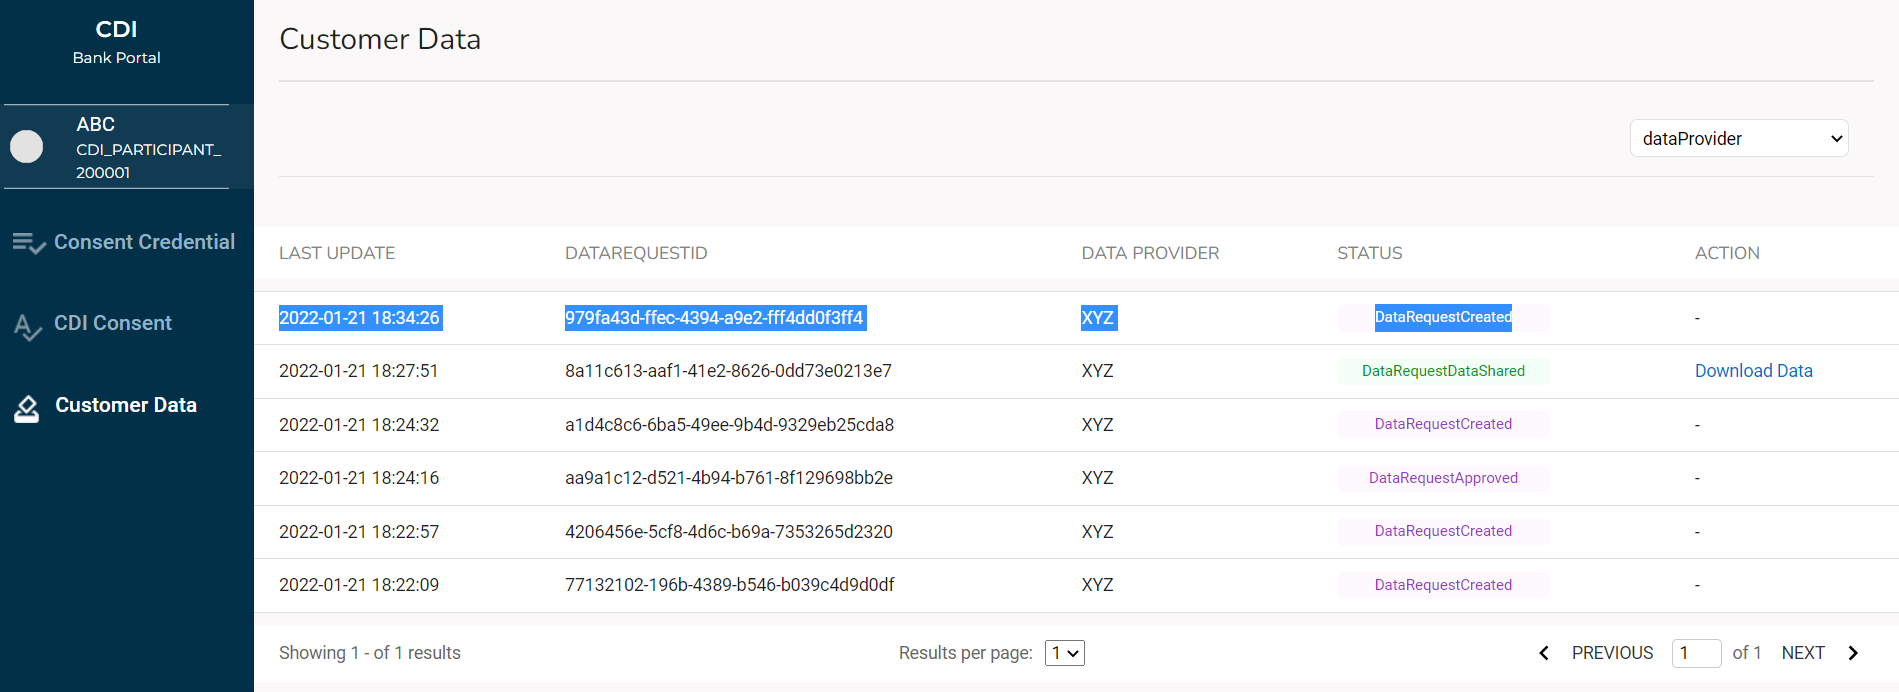 CDI
Bank Portal
ABC
CDI_PARTICIPANT_
200001
Consent Credential
CDI Consent
Customer Data
Customer Data
dataProvider
LAST UPDATE DATAREQUESTID DATA PROVIDER STATUS ACTION
2022-01-21 18:34:26 979fa43d-ffec-4394-a9e2-fff4dd0f3ff4 XYZ DataRequestCreated -
2022-01-21 18:27:51 8a11c613-aaf1-41e2-8626-0dd73e0213e7 XYZ DataRequestDataShared Download Data
2022-01-21 18:24:32 a1d4c8c6-6ba5-49ee-9b4d-9329eb25cda8 XYZ DataRequestCreated -
2022-01-21 18:24:16 aa9a1c12-d521-4b94-b761-8f129698bb2e XYZ DataRequestApproved -
2022-01-21 18:22:57 4206456e-5cf8-4d6c-b69a-7353265d2320 XYZ DataRequestCreated -
2022-01-21 18:22:09 77132102-196b-4389-b546-b039c4d9d0df XYZ DataRequestCreated -
Showing 1 - of 1 results Results per page: 1 PREVIOUS 1 of 1 NEXT